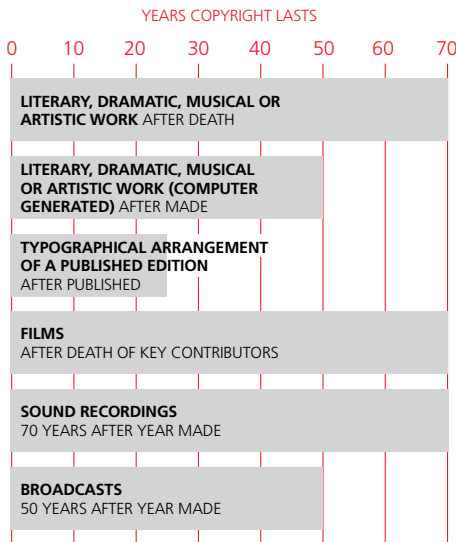 YEARS COPYRIGHT LASTS
0 10 20 30 40 50 60 70
LITERARY, DRAMATIC, MUSICAL OR
ARTISTIC WORK AFTER DEATH
LITERARY, DRAMATIC, MUSICAL
OR ARTISTIC WORK (COMPUTER
GENERATED) AFTER MADE
TYPOGRAPHICAL ARRANGEMENT
OF A PUBLISHED EDITION
AFTER PUBLISHED
FILMS
AFTER DEATH OF KEY CONTRIBUTORS
SOUND RECORDINGS
70 YEARS AFTER YEAR MADE
BROADCASTS
50 YEARS AFTER YEAR MADE